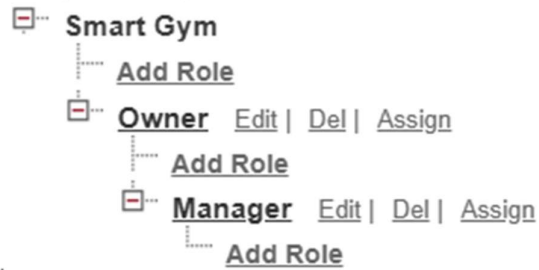 Smart Gym
Add Role
Owner Edit | Del | Assign
Add Role
Manager Edit | Del | Assign
Add Role